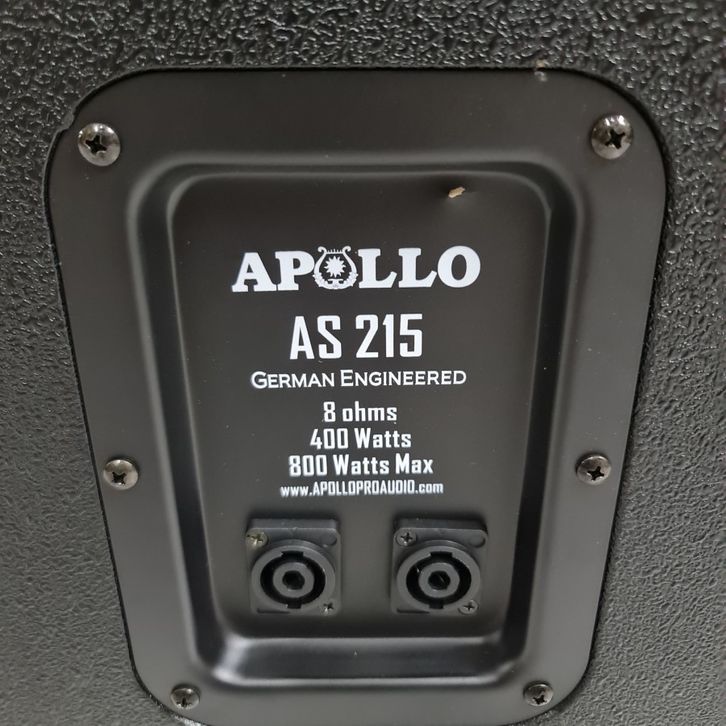 APOLLO
AS 215
GERMAN ENGINEERED
8 ohms
400 Watts
800 Watts Max
www.APOLLOPROAUDIO.com